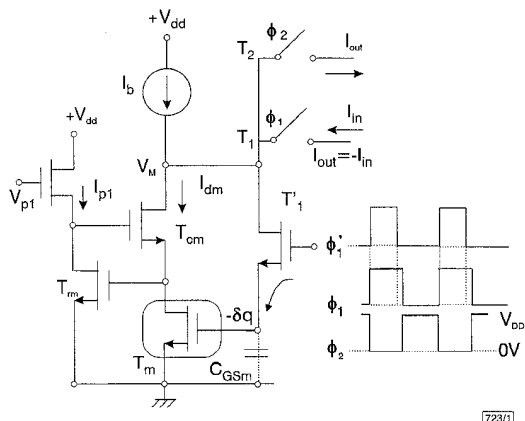 +Vdd
ϕ2
T2
Iout
Ib
ϕ1
Iin
+Vdd
T1
Iout=-Iin
VM
Vp1
Ip1
Idm
T'1
Tcm
ϕ'1
Trm
-δq
ϕ1
VDD
Tm
CGSm
ϕ2
0V
723/1